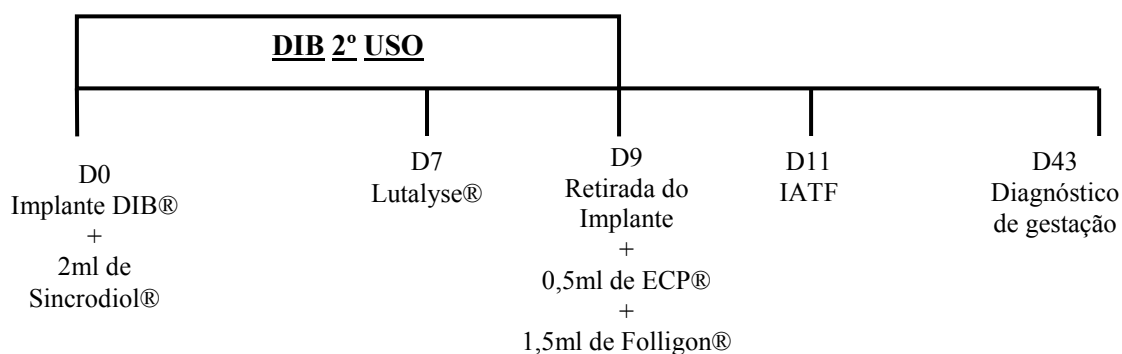 DIB 2º USO
D0
Implante DIB®
+
2ml de
Sincrodiol®
D7
Lutalyse®
D9
Retirada do
Implante
+
0,5ml de ECP®
+
1,5ml de Folligon®
D11
IATF
D43
Diagnóstico
de gestação